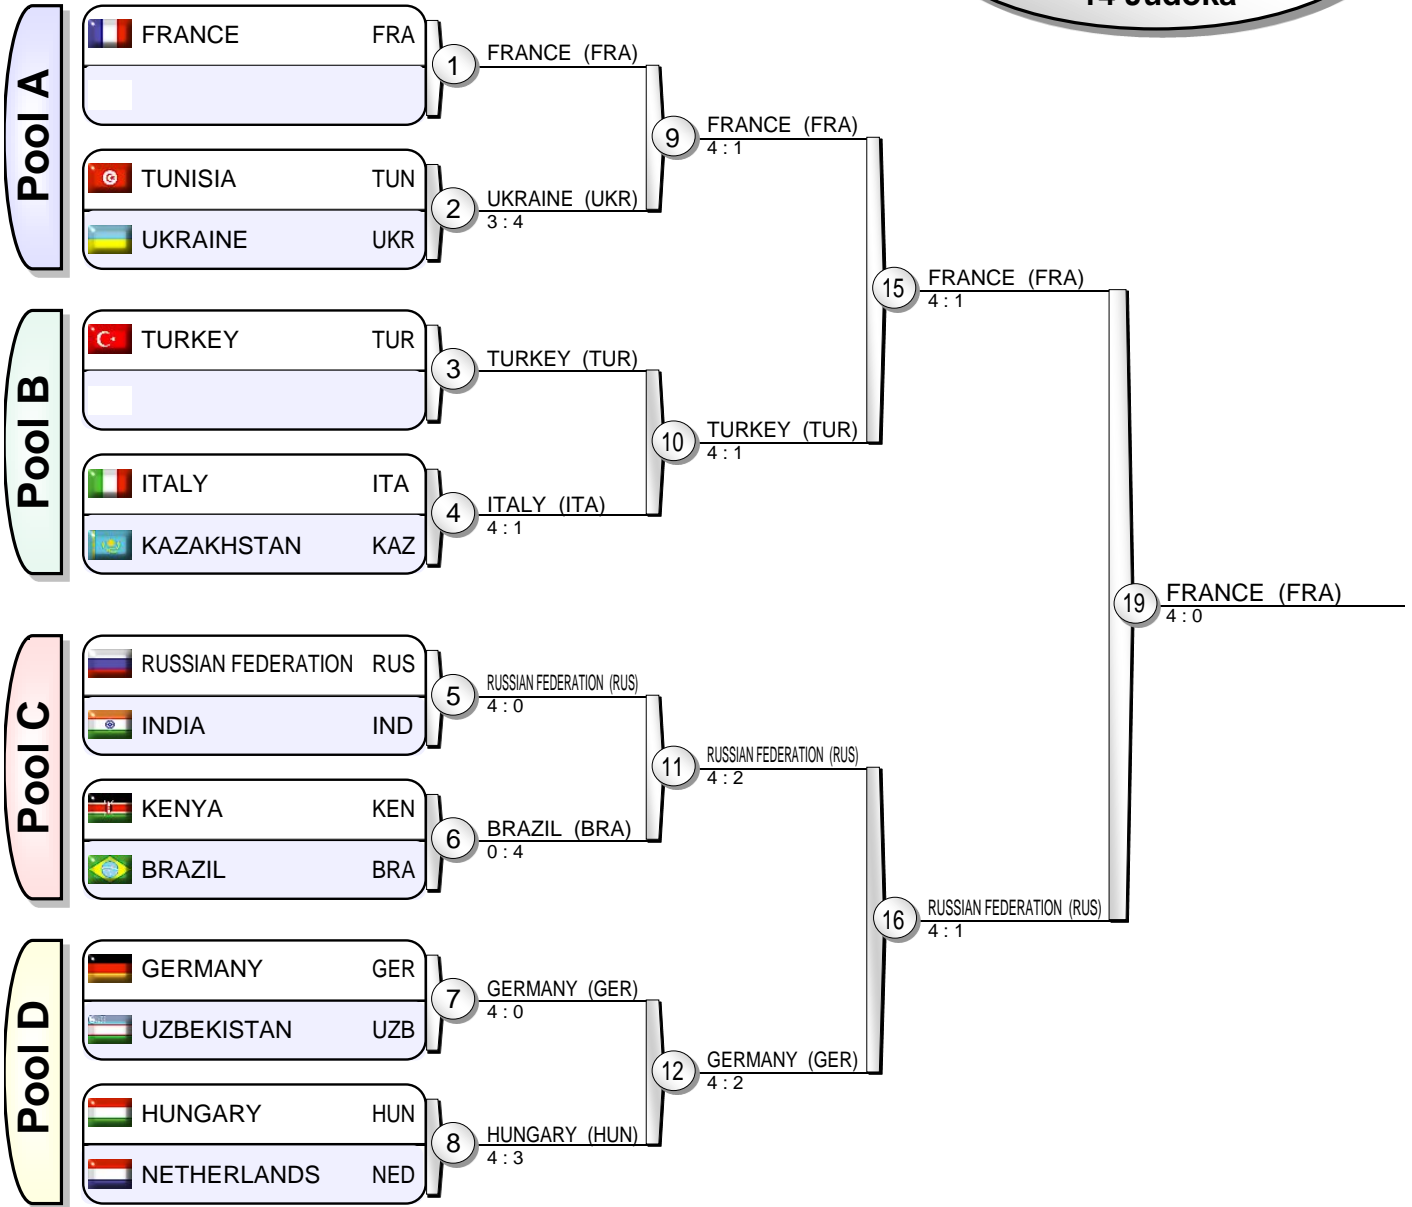 14 Judoka
Pool A
FRANCE FRA
TUNISIA TUN
UKRAINE UKR
1
FRANCE (FRA)
2
UKRAINE (UKR)
3 : 4
9
FRANCE (FRA)
4 : 1
Pool B
TURKEY TUR
ITALY ITA
KAZAKHSTAN KAZ
3
TURKEY (TUR)
4
ITALY (ITA)
4 : 1
10
TURKEY (TUR)
4 : 1
15
FRANCE (FRA)
4 : 1
Pool C
RUSSIAN FEDERATION RUS
INDIA IND
KENYA KEN
BRAZIL BRA
5
RUSSIAN FEDERATION (RUS)
4 : 0
6
BRAZIL (BRA)
0 : 4
11
RUSSIAN FEDERATION (RUS)
4 : 2
Pool D
GERMANY GER
UZBEKISTAN UZB
HUNGARY HUN
NETHERLANDS NED
7
GERMANY (GER)
4 : 0
8
HUNGARY (HUN)
4 : 3
12
GERMANY (GER)
4 : 2
16
RUSSIAN FEDERATION (RUS)
4 : 1
19
FRANCE (FRA)
4 : 0